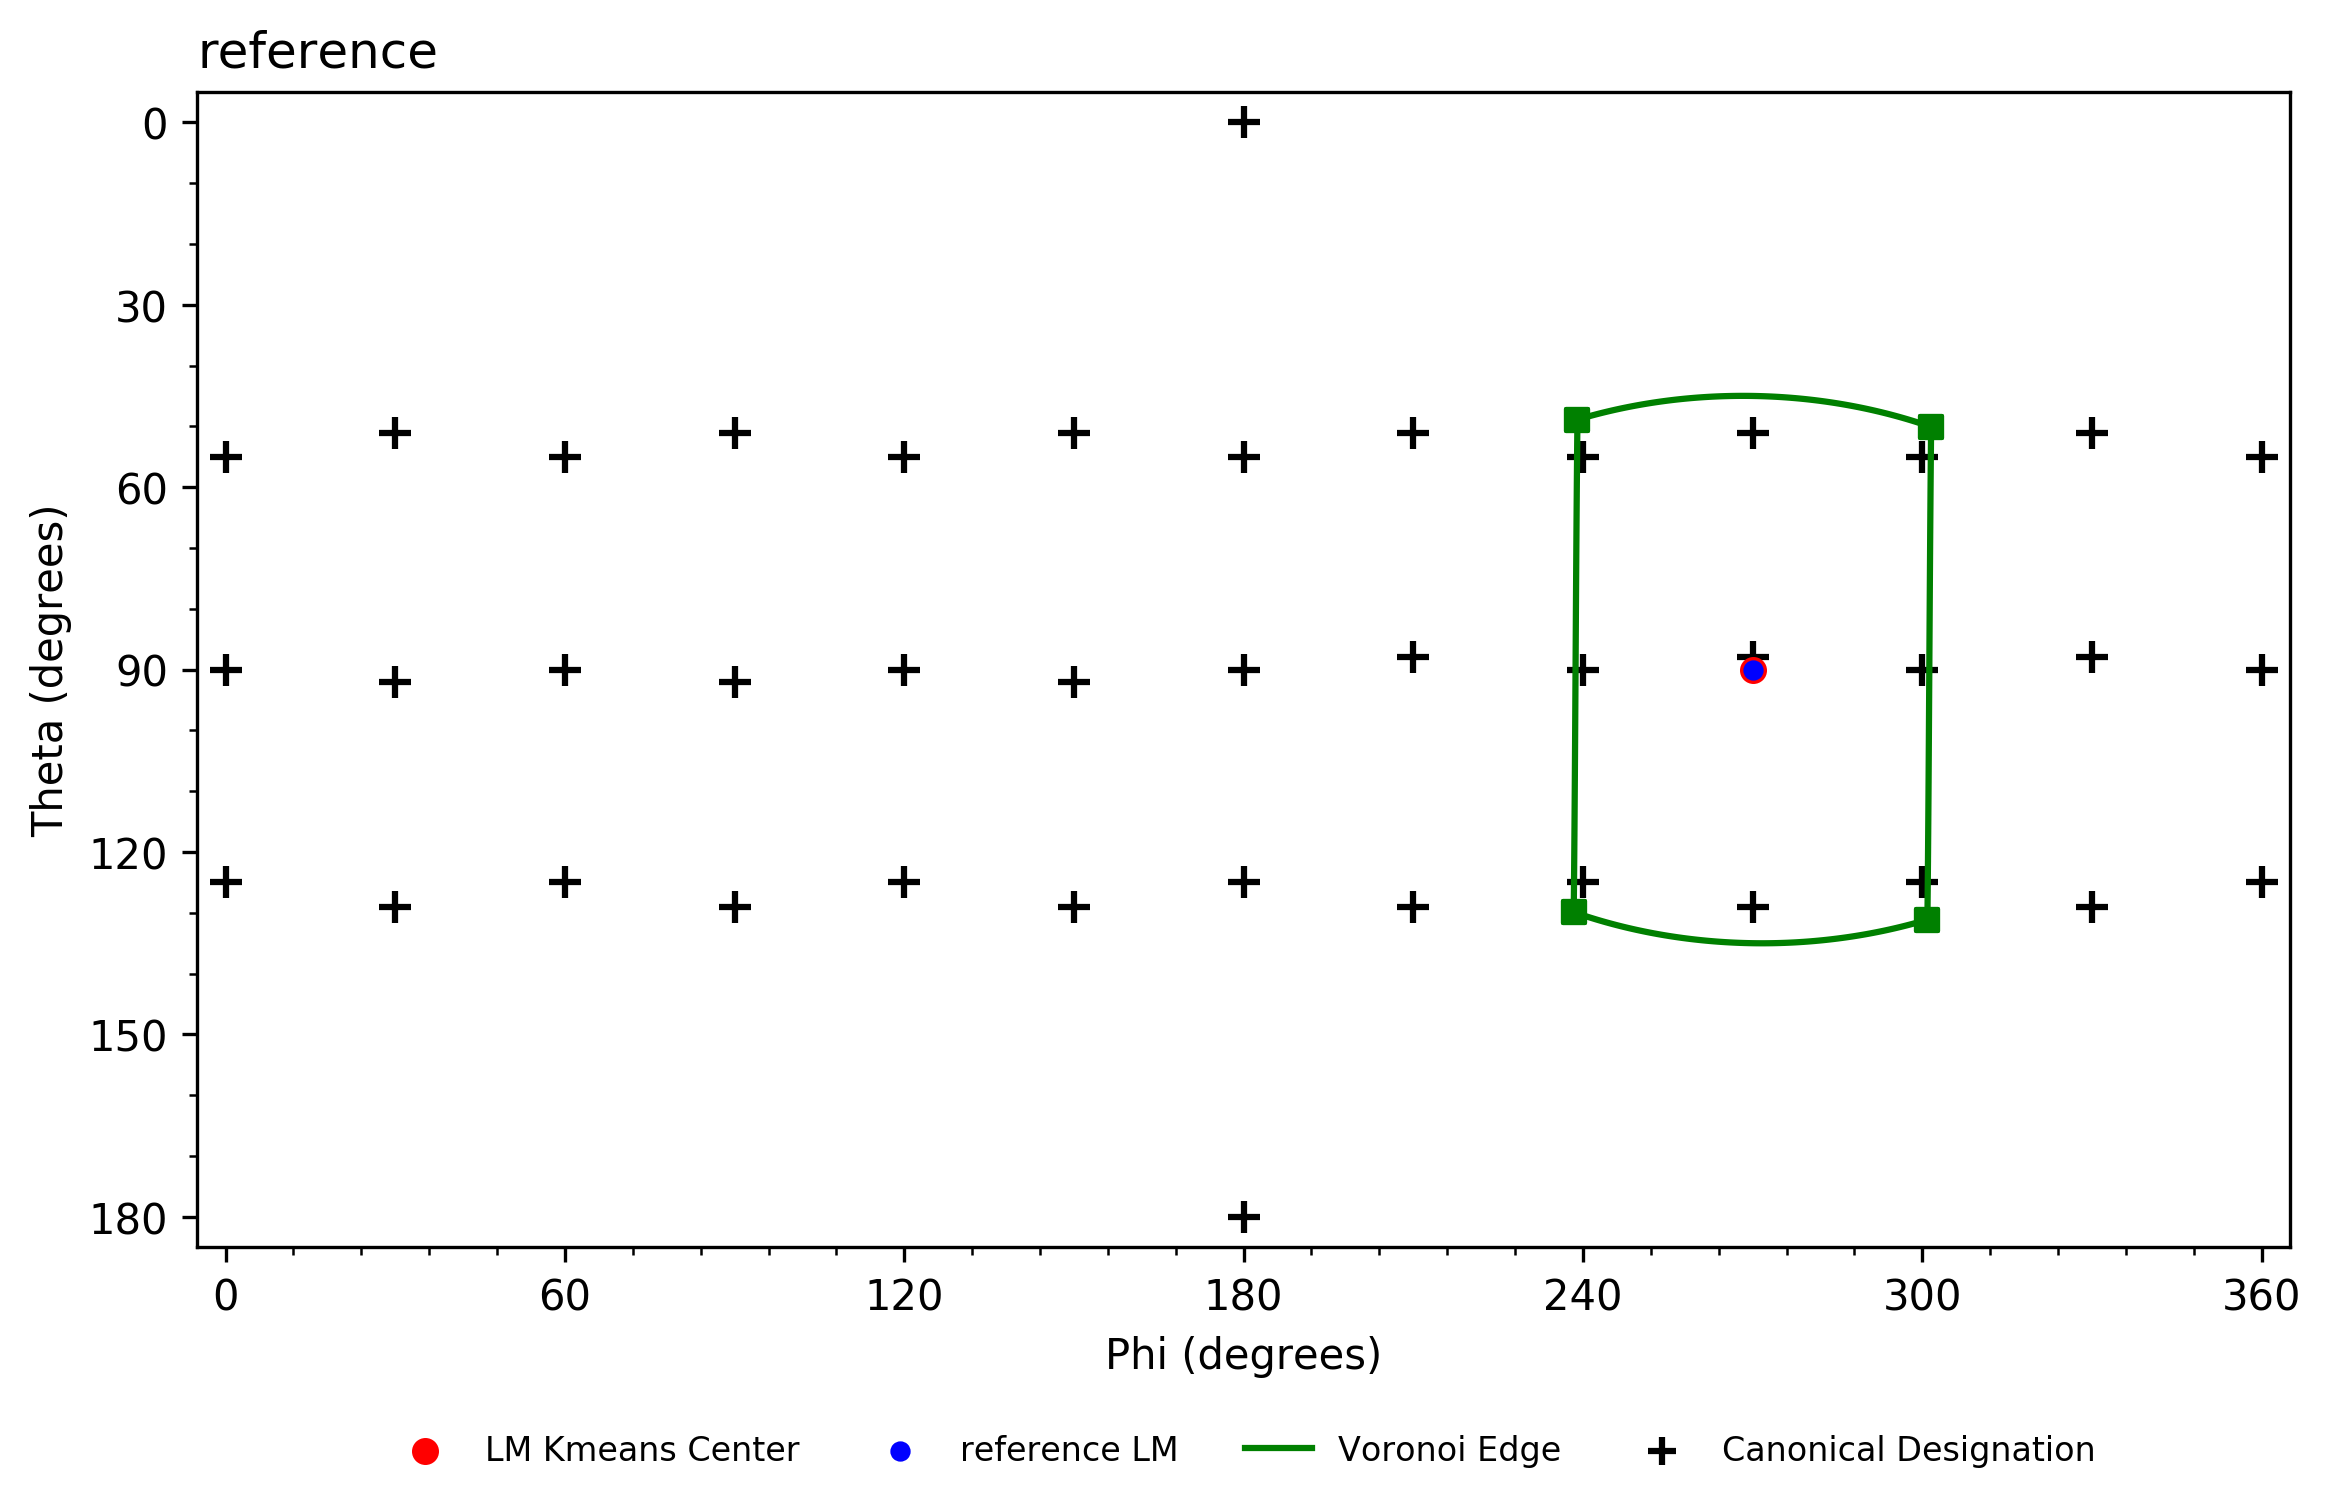 reference
0
30
60
90
120
150
180
Theta (degrees)
0 60 120 180 240 300 360
Phi (degrees)
LM Kmeans Center reference LM Voronoi Edge Canonical Designation